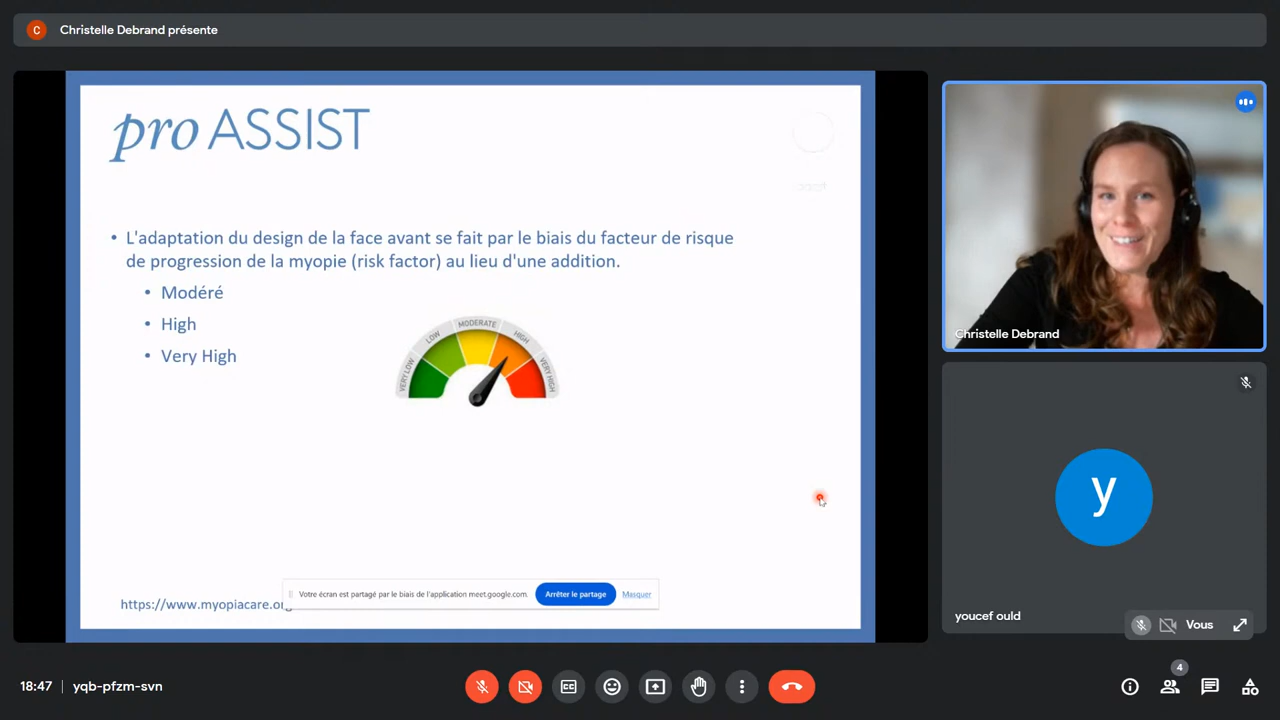 Christelle Debrand présente
C
pro ASSIST
• L'adaptation du design de la face avant se fait par le biais du facteur de risque
de progression de la myopie (risk factor) au lieu d'une addition.
• Modéré
• High
• Very High
VERY LOW
LOW
MODERATE
HIGH
VERY HIGH
https://www.myopiacare.org
Votre écran est partagé par le biais de l'application meet.google.com.
Arrêter le partage
Masquer
Christelle Debrand
y
youcef ould
Vous
18:47 | yqb-pfzm-svn
4